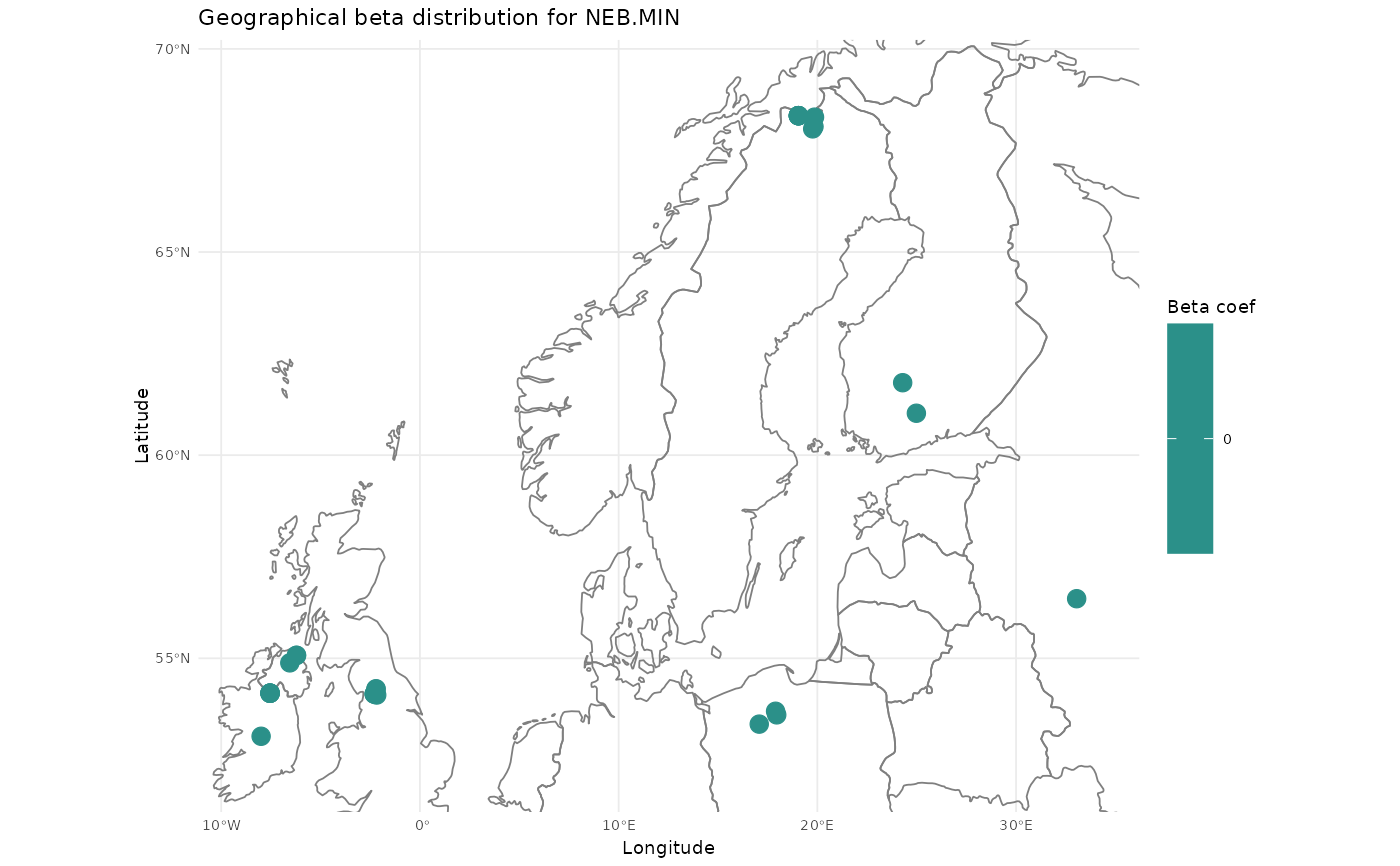 Geographical beta distribution for NEB.MIN
70°N
65°N
60°N
55°N
Latitude
10°W
0°
10°E
20°E
30°E
Longitude
Beta coef
0